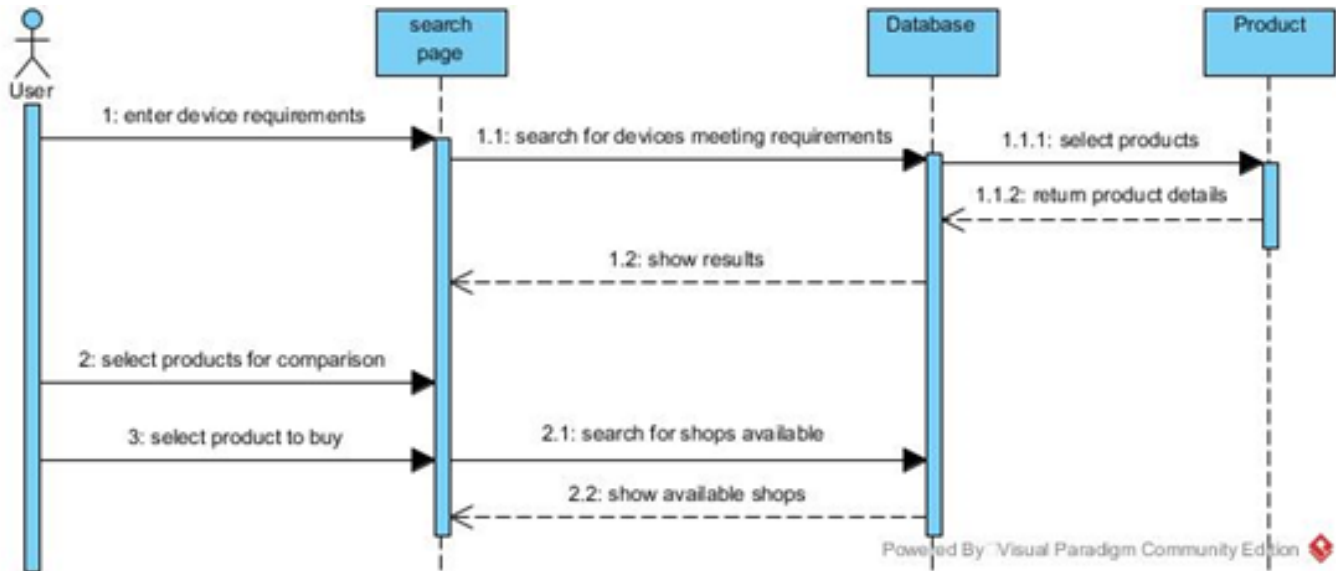 search
page
Database
Product
User
1: enter device requirements
1.1: search for devices meeting requirements
1.1.1: select products
1.1.2: return product details
1.2: show results
2: select products for comparison
3: select product to buy
2.1: search for shops available
2.2: show available shops
Powered By Visual Paradigm Community Edition